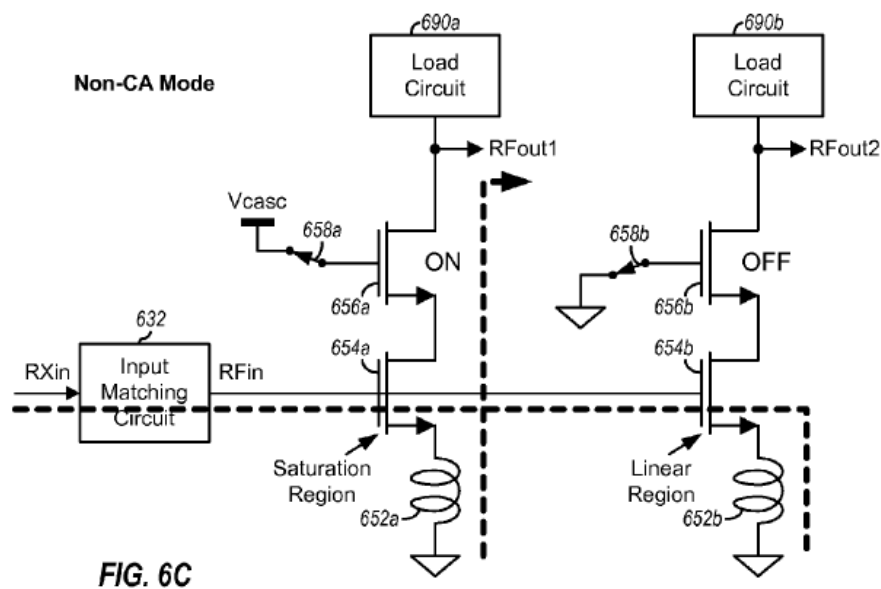 690a
690b
Load
Circuit
Load
Circuit
Non-CA Mode
RFout1
RFout2
Vcasc
658a
658b
ON
OFF
656a
656b
632
654a
654b
RXin
Input
Matching
Circuit
RFin
Saturation
Region
Linear
Region
652a
652b
FIG. 6C